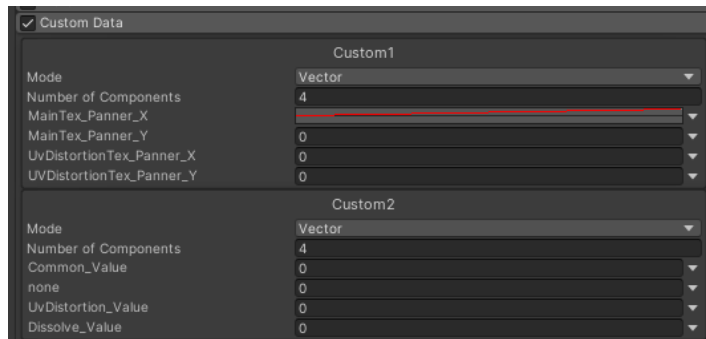 Custom Data
Custom1
Mode Vector
Number of Components 4
MainTex_Panner_X
MainTex_Panner_Y 0
UvDistortionTex_Panner_X 0
UVDistortionTex_Panner_Y 0
Custom2
Mode Vector
Number of Components 4
Common_Value 0
none 0
UvDistortion_Value 0
Dissolve_Value 0